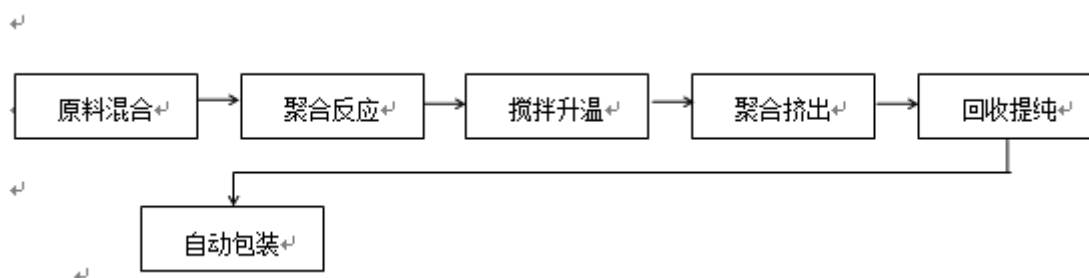 原料混合
聚合反应
搅拌升温
聚合挤出
回收提纯
自动包装